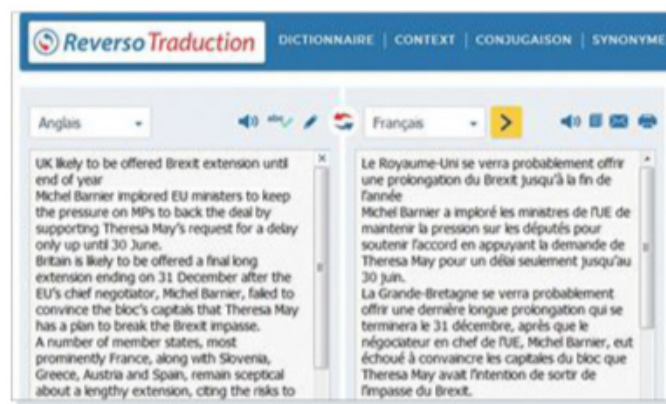 Reverso Traduction
DICTIONNAIRE | CONTEXT | CONJUGAISON | SYNONYME
Anglais
abc
Français
UK likely to be offered Brexit extension until
end of year
Michel Barnier implored EU ministers to keep
the pressure on MPs to back the deal by
supporting Theresa May's request for a delay
only up until 30 June.
Britain is likely to be offered a final long
extension ending on 31 December after the
EU's chief negotiator, Michel Barnier, failed to
convince the bloc's capitals that Theresa May
has a plan to break the Brexit impasse.
A number of member states, most
prominently France, along with Slovenia,
Greece, Austria and Spain, remain sceptical
about a lengthy extension, citing the risks to
Le Royaume-Uni se verra probablement offrir
une prolongation du Brexit jusqu'à la fin de
l'année
Michel Barnier a imploré les ministres de l'UE de
maintenir la pression sur les députés pour
soutenir l'accord en appuyant la demande de
Theresa May pour un délai seulement jusqu'au
30 juin.
La Grande-Bretagne se verra probablement
offrir une dernière longue prolongation qui se
terminera le 31 décembre, après que le
négociateur en chef de l'UE, Michel Barnier, eut
échoué à convaincre les capitales du bloc que
Theresa May avait l'intention de sortir de
l'impasse du Brexit.